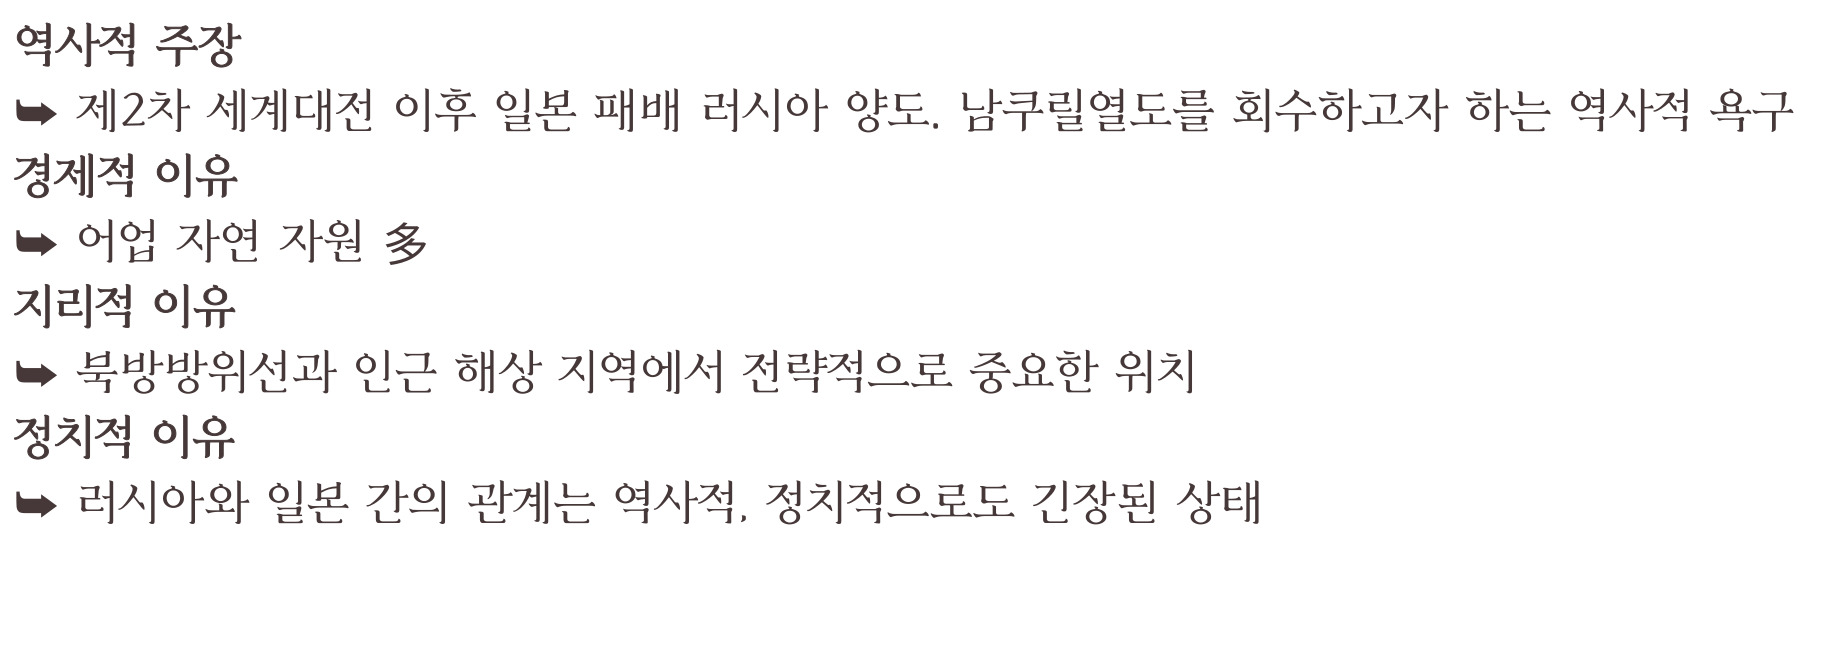 역사적 주장
➥ 제2차 세계대전 이후 일본 패배 러시아 양도. 남쿠릴열도를 회수하고자 하는 역사적 욕구
경제적 이유
➥ 어업 자연 자원 多
지리적 이유
➥ 북방방위선과 인근 해상 지역에서 전략적으로 중요한 위치
정치적 이유
➥ 러시아와 일본 간의 관계는 역사적, 정치적으로도 긴장된 상태